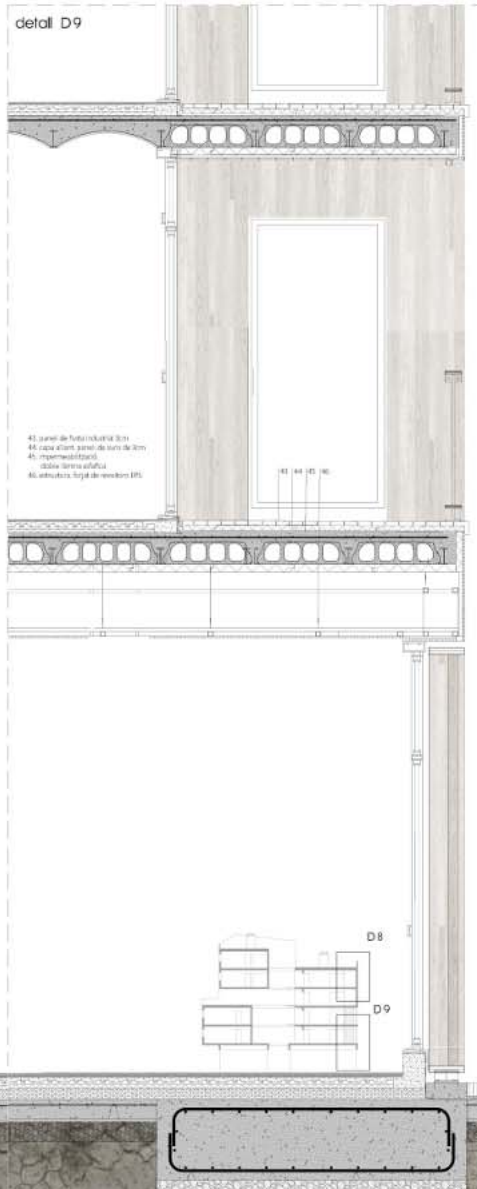 detall D9
43. panel de fusta industrial 3cm
44. capa aïllant: panel de suro de 3cm
45. impermeabilització:
doble làmina asfàltica
46. estructura: forjat de revoltons EPS
43 44 45 46
D8
D9